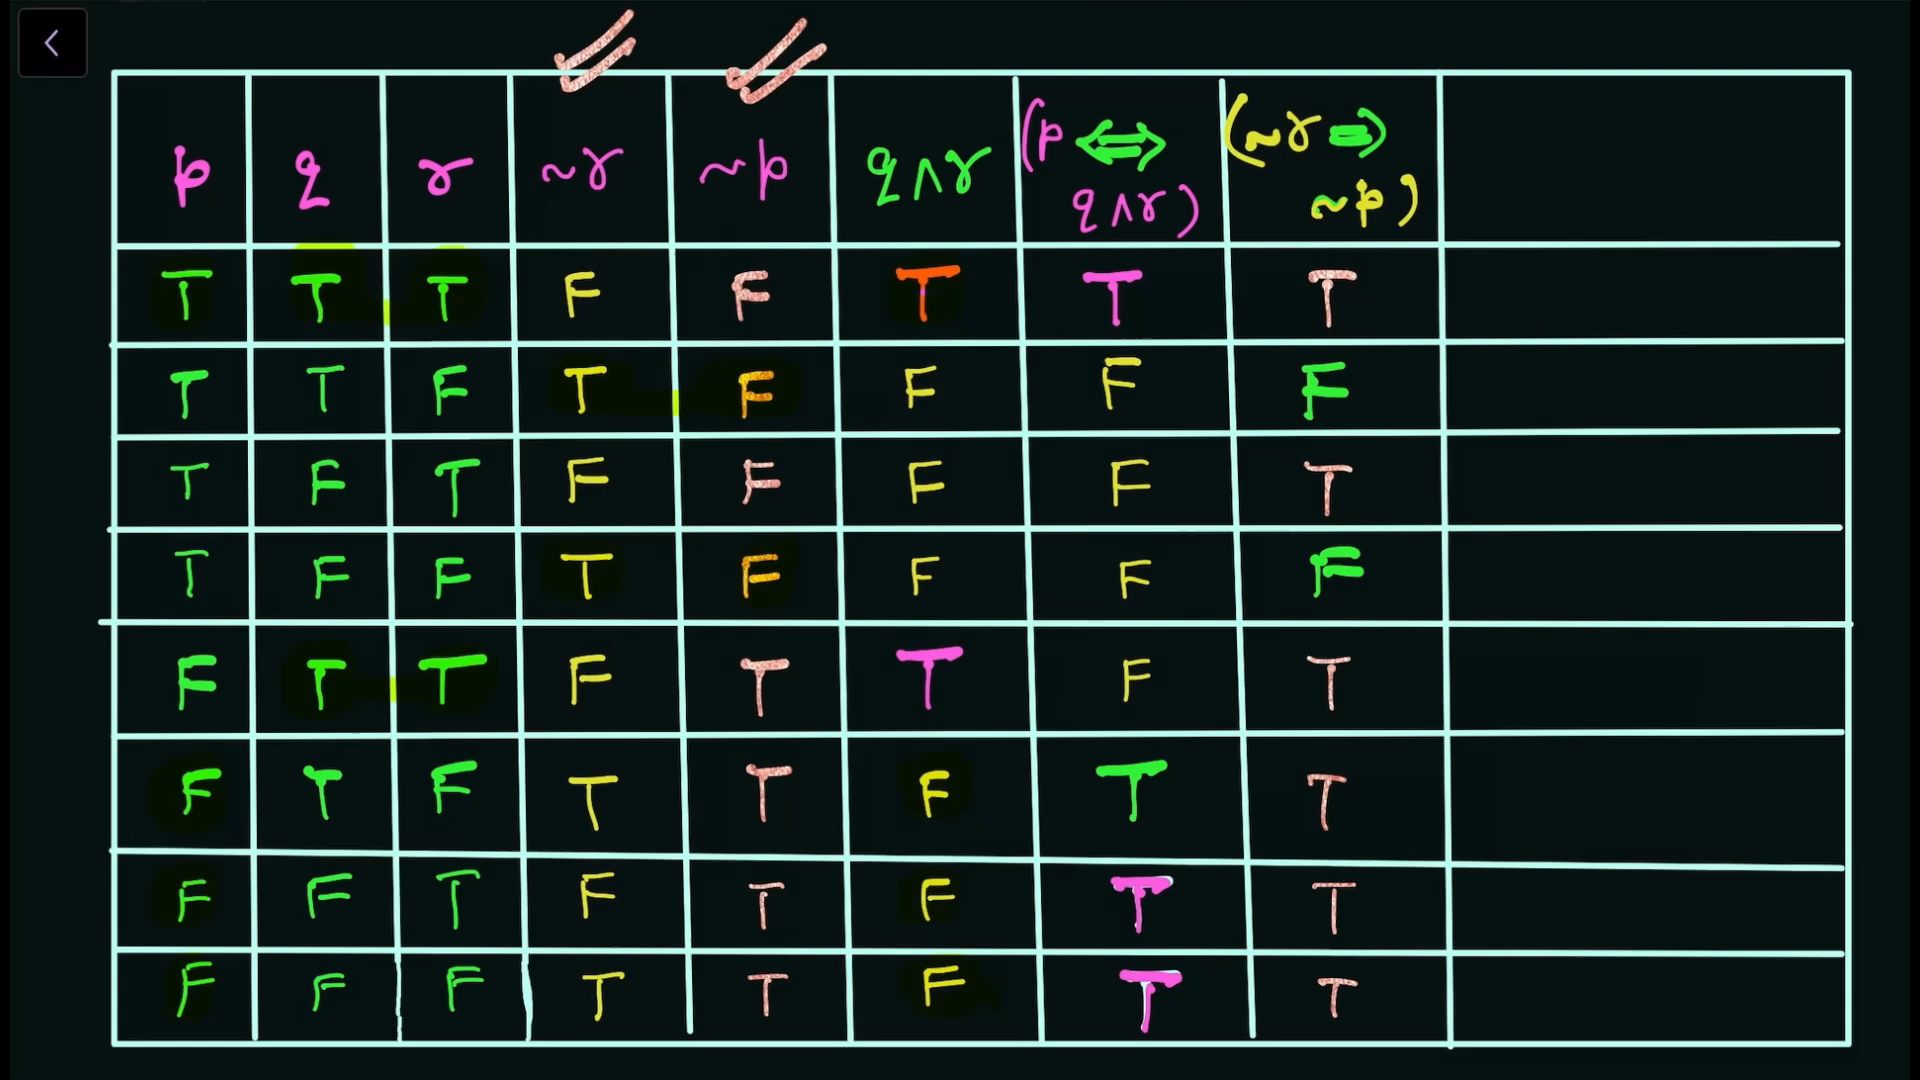 p q r ~r ~p q∧r (p ⇔ q∧r) (~r ⇒ ~p)
T T T F F T T T
T T F T F F F F
T F T F F F F T
T F F T F F F F
F T T F T T F T
F T F T T F T T
F F T F T F T T
F F F T T F T T